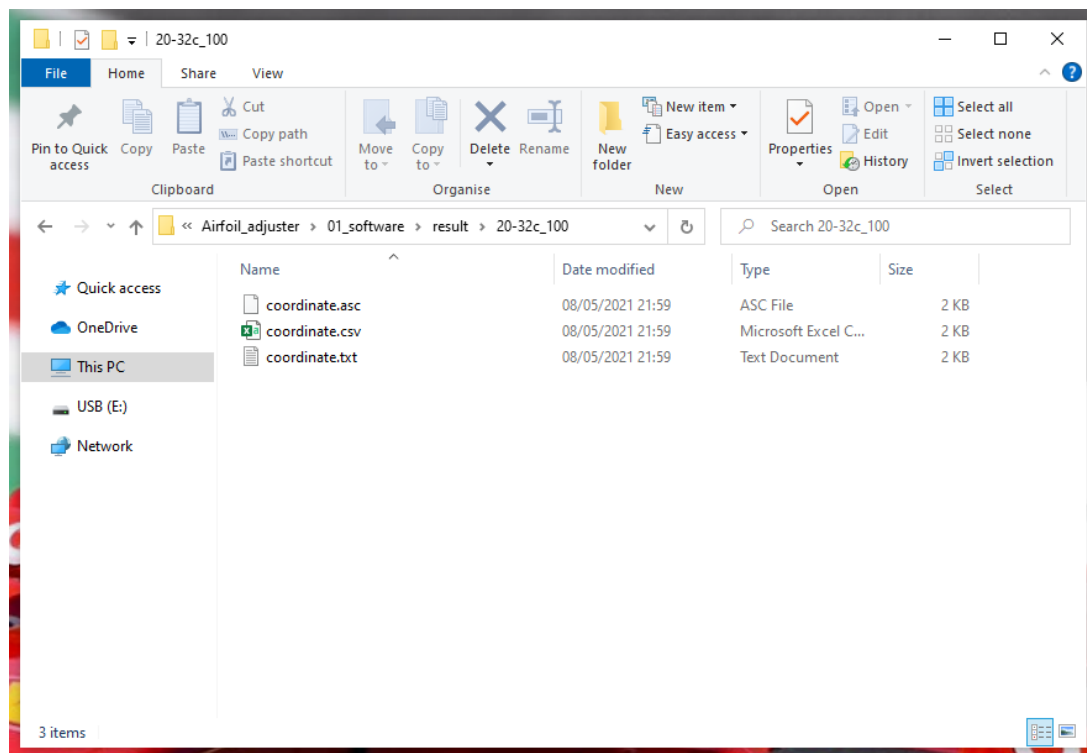 20-32c_100
File Home Share View
Pin to Quick access
Copy
Paste
Cut
Copy path
Paste shortcut
Move to
Copy to
Delete
Rename
New folder
New item
Easy access
Properties
Open
Edit
History
Select all
Select none
Invert selection
Clipboard Organise New Open Select
« Airfoil_adjuster › 01_software › result › 20-32c_100
Search 20-32c_100
Name Date modified Type Size
Quick access
OneDrive
This PC
USB (E:)
Network
coordinate.asc 08/05/2021 21:59 ASC File 2 KB
coordinate.csv 08/05/2021 21:59 Microsoft Excel C... 2 KB
coordinate.txt 08/05/2021 21:59 Text Document 2 KB
3 items